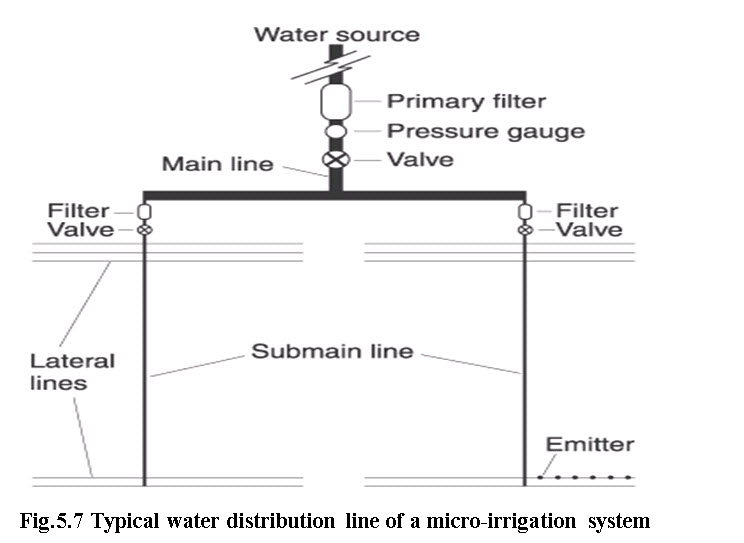 Water source
Primary filter
Pressure gauge
Main line
Valve
Filter
Filter
Valve
Valve
Submain line
Lateral
lines
Emitter
Fig.5.7 Typical water distribution line of a micro-irrigation system